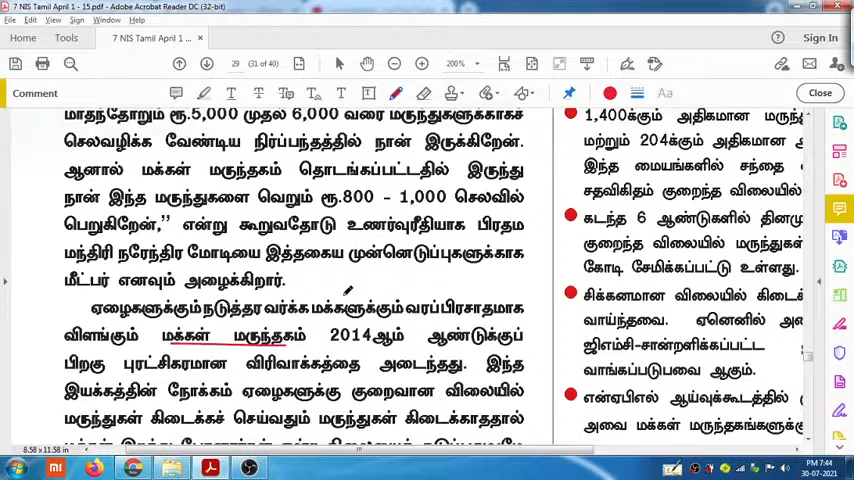 7 NIS Tamil April 1 - 15.pdf - Adobe Acrobat Reader DC (32-bit)
File Edit View Sign Window Help
Home Tools 7 NIS Tamil April 1 ... × Sign In
29 (31 of 40) 200%
Comment Close
மாதந்தோறும் ரூ.5,000 முதல் 6,000 வரை மருந்துகளுக்காகச்
செலவழிக்க வேண்டிய நிர்ப்பந்தத்தில் நான் இருக்கிறேன்.
ஆனால் மக்கள் மருந்தகம் தொடங்கப்பட்டதில் இருந்து
நான் இந்த மருந்துகளை வெறும் ரூ.800 - 1,000 செலவில்
பெறுகிறேன்,” என்று கூறுவதோடு உணர்வுரீதியாக பிரதம
மந்திரி நரேந்திர மோடியை இத்தகைய முன்னெடுப்புகளுக்காக
மீட்பர் எனவும் அழைக்கிறார்.
ஏழைகளுக்கும் நடுத்தர வர்க்க மக்களுக்கும் வரப்பிரசாதமாக
விளங்கும் மக்கள் மருந்தகம் 2014ஆம் ஆண்டுக்குப்
பிறகு புரட்சிகரமான விரிவாக்கத்தை அடைந்தது. இந்த
இயக்கத்தின் நோக்கம் ஏழைகளுக்கு குறைவான விலையில்
மருந்துகள் கிடைக்கச் செய்வதும் மருந்துகள் கிடைக்காததால்
1,400க்கும் அதிகமான
மற்றும் 204க்கும் அதிகமான
இந்த மையங்களில் சந்தை
சதவிகிதம் குறைந்த விலையில்
கடந்த 6 ஆண்டுகளில்
குறைந்த விலையில்
கோடி சேமிக்கப்பட்டு உள்ளது.
சிக்கனமான விலையில்
வாய்ந்தவை. ஏனெனில்
ஜிஎம்சி-சான்றளிக்கப்பட்ட
வாங்கப்படுபவை ஆகும்.
என்ஏபிஎல் ஆய்வுக்கூடத்தில்
அவை மக்கள்
8.58 x 11.58 in
PM 7:44
30-07-2021